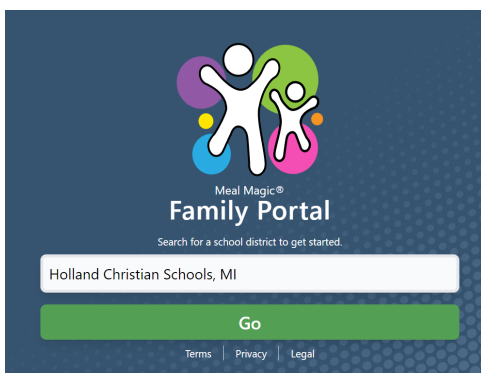 Meal Magic®
Family Portal
Search for a school district to get started.
Holland Christian Schools, MI
Go
Terms | Privacy | Legal